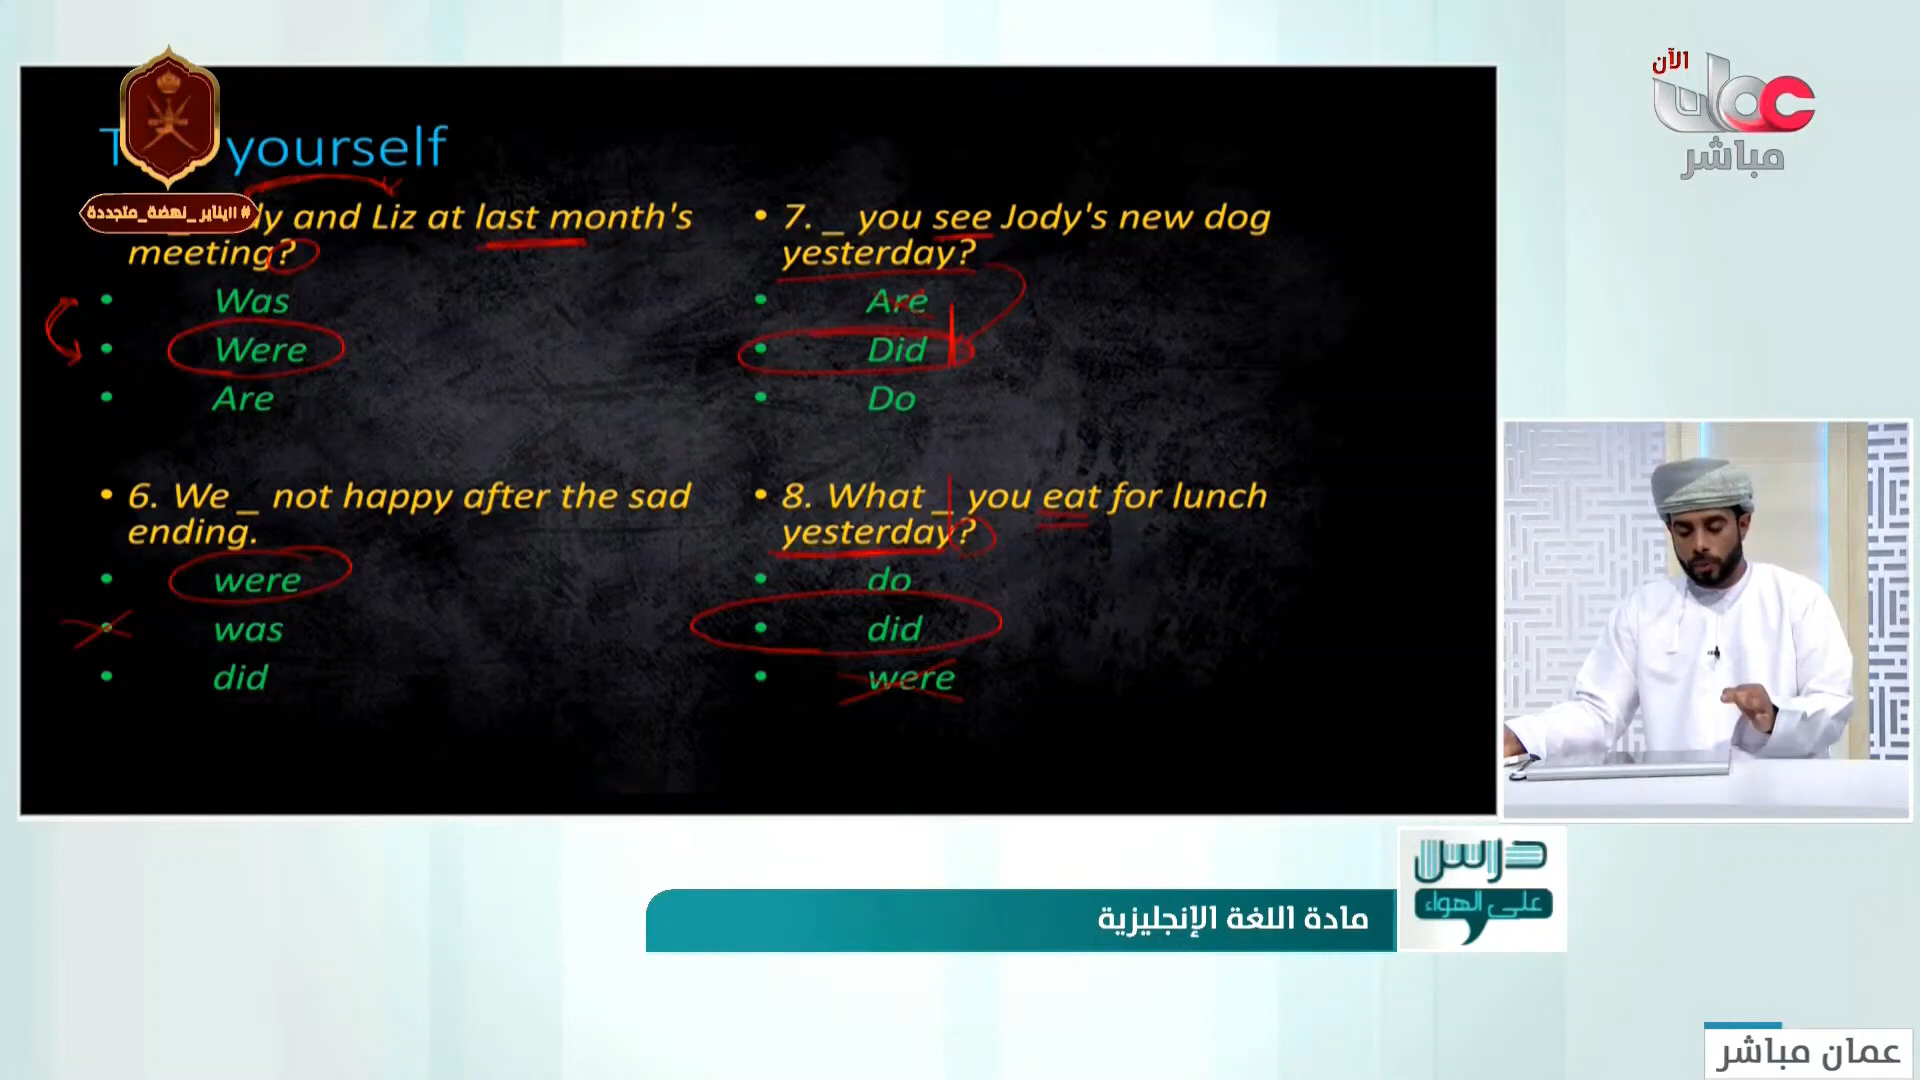 yourself
and Liz at last month's
meeting?
• Was
• Were
• Are
• 6. We _ not happy after the sad
ending.
• were
• was
• did
• 7. _ you see Jody's new dog
yesterday?
• Are
• Did
• Do
• 8. What _ you eat for lunch
yesterday?
• do
• did
• were
#١١يناير_نهضة_متجددة
الآن
عمان
مباشر
درس
على الهواء
مادة اللغة الإنجليزية
عمان مباشر